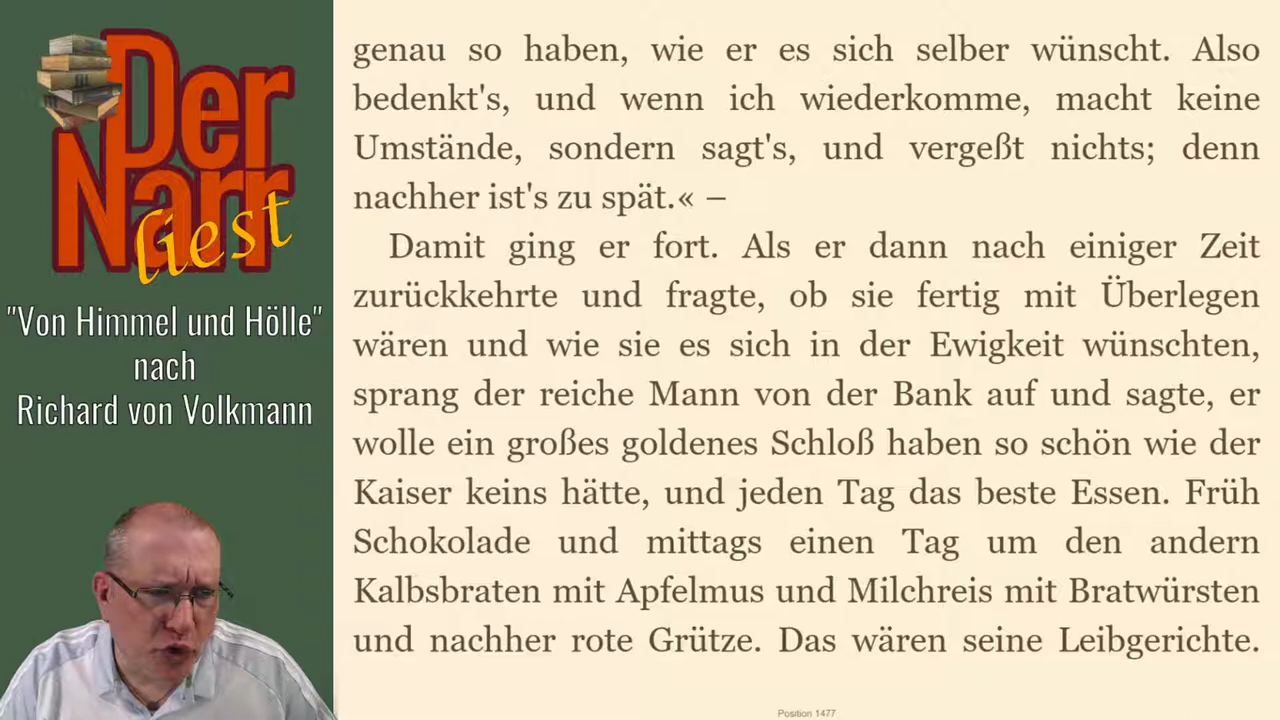 Der
Narr
liest
"Von Himmel und Hölle"
nach
Richard von Volkmann
genau so haben, wie er es sich selber wünscht. Also
bedenkt's, und wenn ich wiederkomme, macht keine
Umstände, sondern sagt's, und vergeßt nichts; denn
nachher ist's zu spät.« –
Damit ging er fort. Als er dann nach einiger Zeit
zurückkehrte und fragte, ob sie fertig mit Überlegen
wären und wie sie es sich in der Ewigkeit wünschten,
sprang der reiche Mann von der Bank auf und sagte, er
wolle ein großes goldenes Schloß haben so schön wie der
Kaiser keins hätte, und jeden Tag das beste Essen. Früh
Schokolade und mittags einen Tag um den andern
Kalbsbraten mit Apfelmus und Milchreis mit Bratwürsten
und nachher rote Grütze. Das wären seine Leibgerichte.
Position 1477